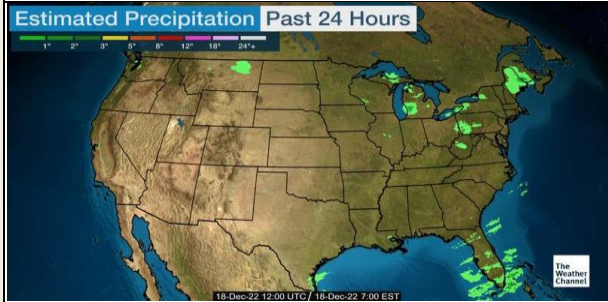 Estimated Precipitation Past 24 Hours
1" 2" 3" 5" 8" 12" 18" 24"+
18-Dec-22 12:00 UTC / 18-Dec-22 7:00 EST
The
Weather
Channel